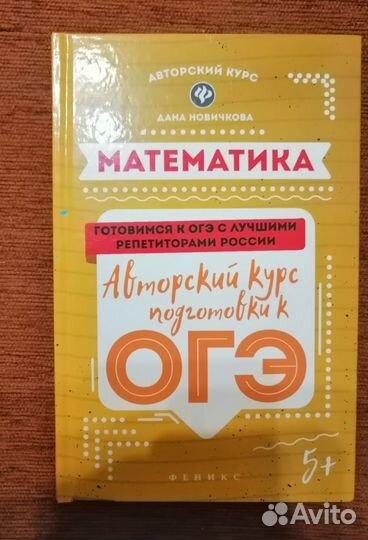 АВТОРСКИЙ КУРС
ДАНА НОВИЧКОВА
МАТЕМАТИКА
ГОТОВИМСЯ К ОГЭ С ЛУЧШИМИ
РЕПЕТИТОРАМИ РОССИИ
Авторский курс
подготовки к
ОГЭ
ФЕНИКС
5+
Avito